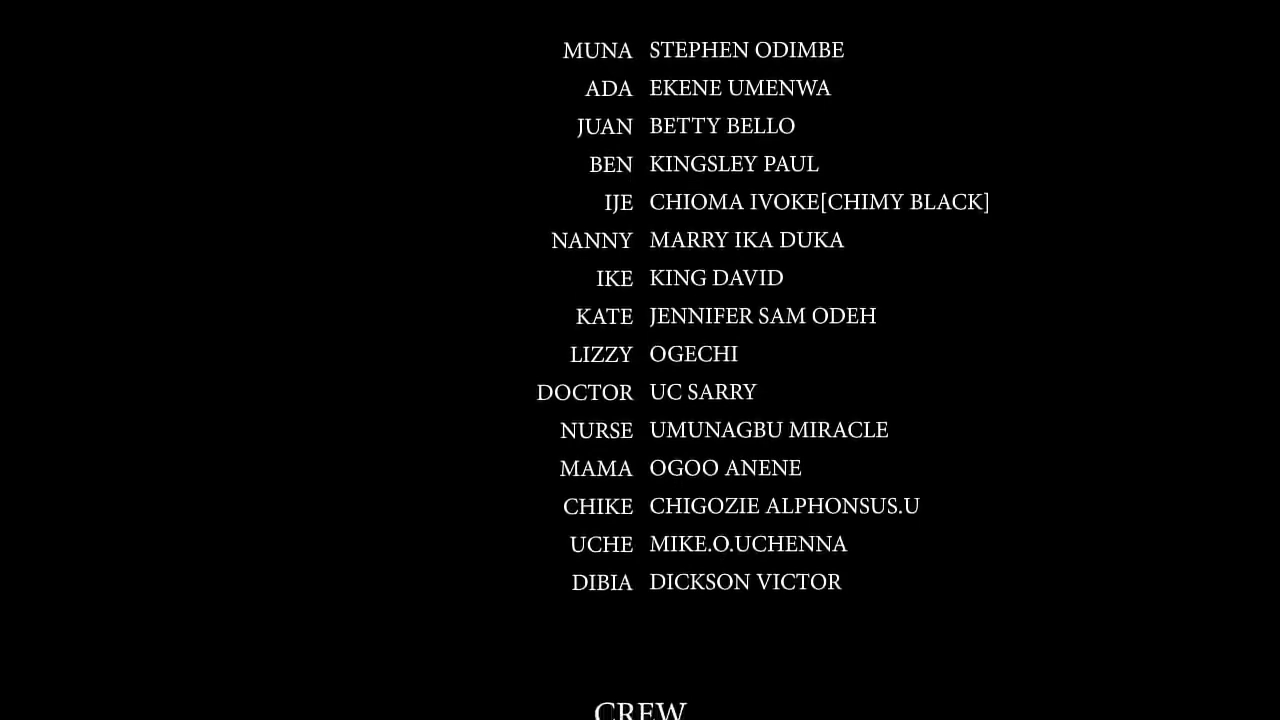 MUNA STEPHEN ODIMBE
ADA EKENE UMENWA
JUAN BETTY BELLO
BEN KINGSLEY PAUL
IJE CHIOMA IVOKE[CHIMY BLACK]
NANNY MARRY IKA DUKA
IKE KING DAVID
KATE JENNIFER SAM ODEH
LIZZY OGECHI
DOCTOR UC SARRY
NURSE UMUNAGBU MIRACLE
MAMA OGOO ANENE
CHIKE CHIGOZIE ALPHONSUS.U
UCHE MIKE.O.UCHENNA
DIBIA DICKSON VICTOR
CREW